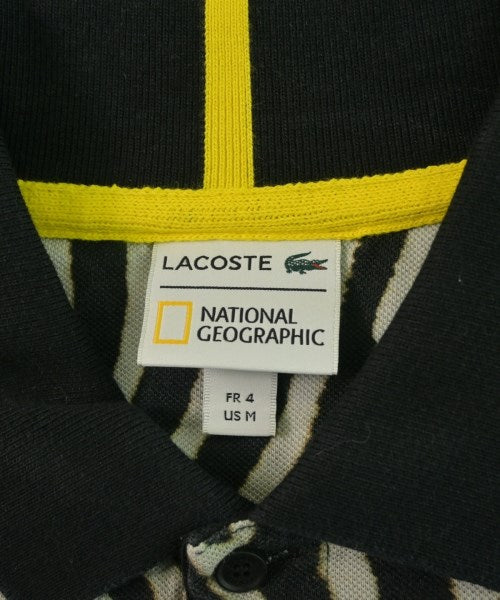 LACOSTE
NATIONAL
GEOGRAPHIC
FR 4
US M